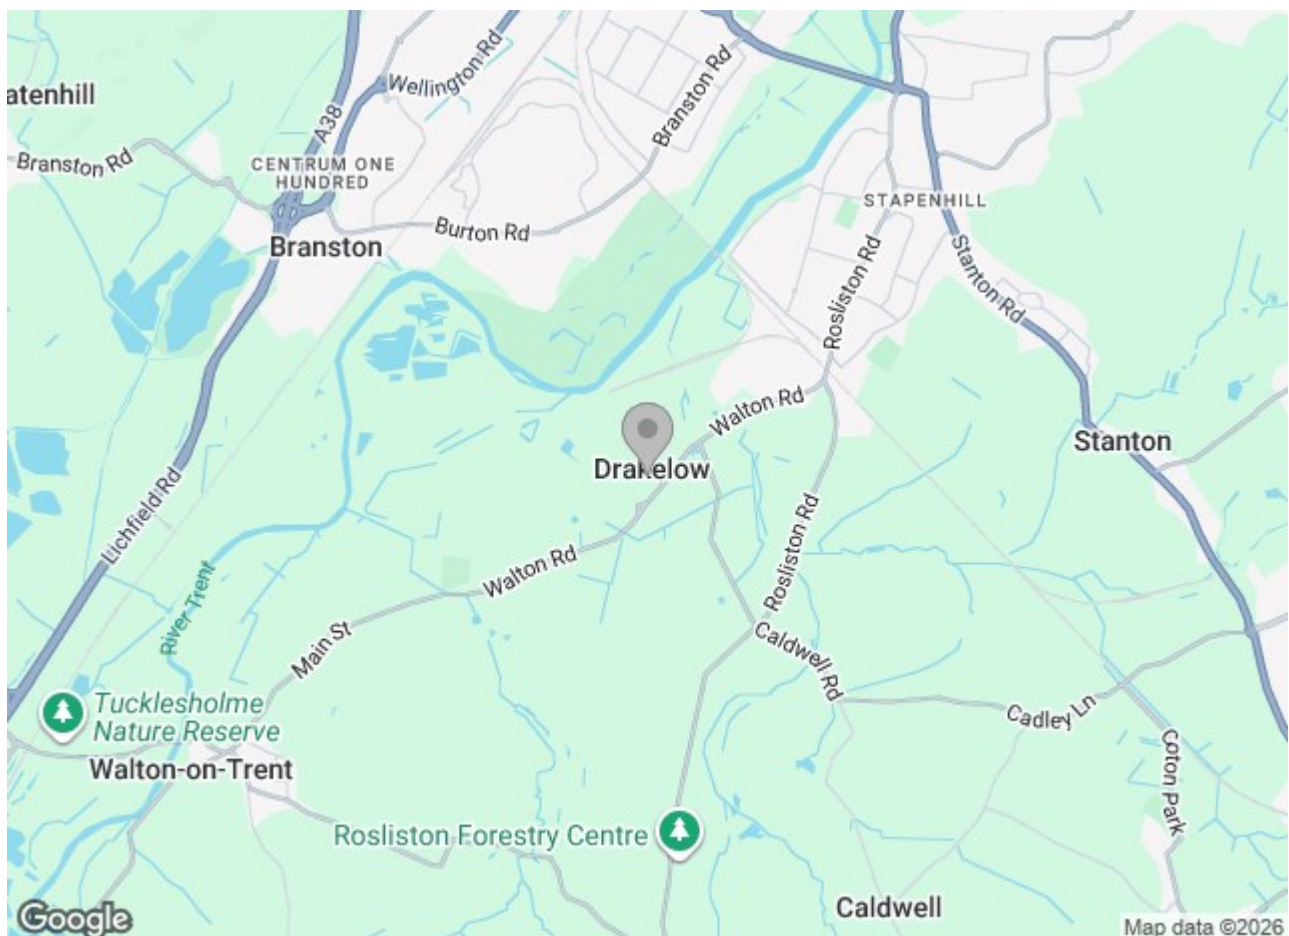 Wellington Rd
atenhill
A38
Branston Rd
Branston Rd
CENTRUM ONE
HUNDRED
STAPENHILL
Burton Rd
Branston
Rosliston Rd
Stanton Rd
Walton Rd
Stanton
Drakelow
Lichfield Rd
Rosliston Rd
Walton Rd
River Trent
Main St
Caldwell Rd
Tucklesholme
Nature Reserve
Cadley Ln
Walton-on-Trent
Coton Park
Rosliston Forestry Centre
Caldwell
Google
Map data ©2026